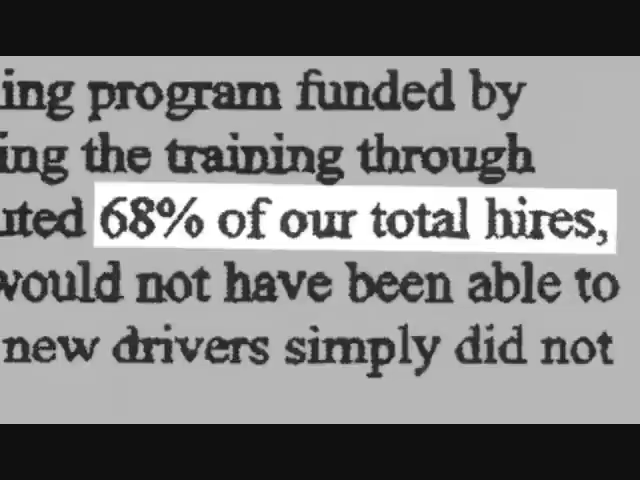 ing program funded by
ing the training through
uted 68% of our total hires,
would not have been able to
new drivers simply did not